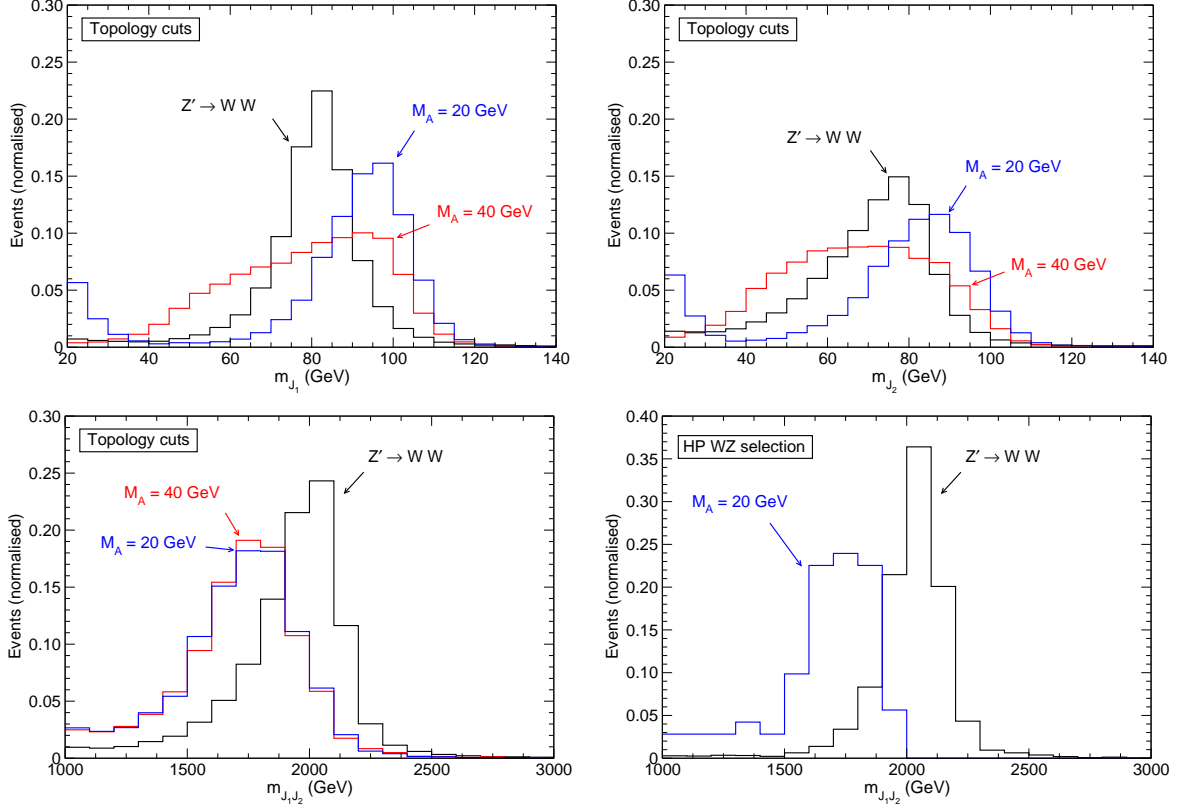 Topology cuts
Z′ → W W
M_A = 20 GeV
M_A = 40 GeV
Events (normalised)
0.30
0.25
0.20
0.15
0.10
0.05
0
20 40 60 80 100 120 140
m_J₁ (GeV)
Topology cuts
Z′ → W W
M_A = 20 GeV
M_A = 40 GeV
Events (normalised)
0.30
0.25
0.20
0.15
0.10
0.05
0
20 40 60 80 100 120 140
m_J₂ (GeV)
Topology cuts
Z′ → W W
M_A = 40 GeV
M_A = 20 GeV
Events (normalised)
0.30
0.25
0.20
0.15
0.10
0.05
0.00
1000 1500 2000 2500 3000
m_J₁J₂ (GeV)
HP WZ selection
Z′ → W W
M_A = 20 GeV
Events (normalised)
0.40
0.35
0.30
0.25
0.20
0.15
0.10
0.05
0.00
1000 1500 2000 2500 3000
m_J₁J₂ (GeV)